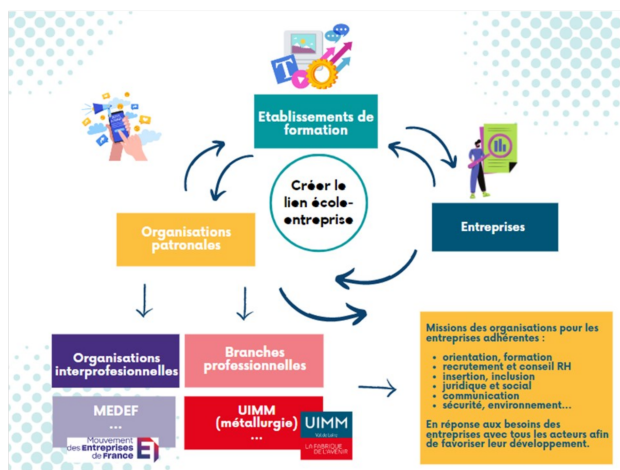 Etablissements de
formation
Créer le
lien école-
entreprise
Organisations
patronales
Entreprises
Organisations
interprofesionnelles
Branches
professionnelles
MEDEF
...
Mouvement
des Entreprises
de France
UIMM
(métallurgie)
...
UIMM
LA FABRIQUE
DE L'AVENIR
Missions des organisations pour les
entreprises adhérentes :
• orientation, formation
• recrutement et conseil RH
• insertion, inclusion
• juridique et social
• communication
• sécurité, environnement...
En réponse aux besoins des
entreprises avec tous les acteurs afin
de favoriser leur développement.